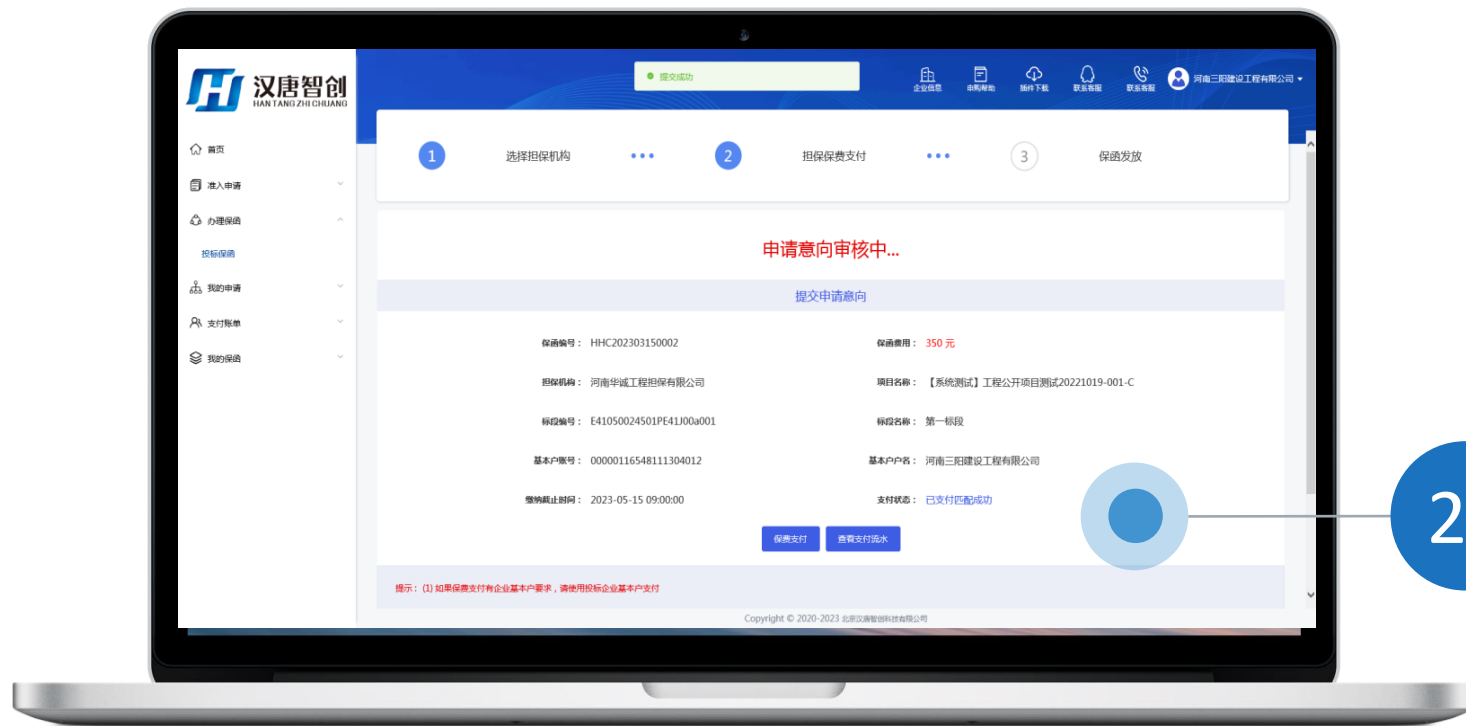 汉唐智创
HAN TANG ZHI CHUANG
提交成功
企业信息
申购帮助
插件下载
联系客服
联系客服
河南三阳建设工程有限公司
首页
准入申请
办理保函
投标保函
我的申请
支付账单
我的保函
1 选择担保机构 2 担保保费支付 3 保函发放
申请意向审核中...
提交申请意向
保函编号： HHC202303150002 保函费用： 350 元
担保机构： 河南华诚工程担保有限公司 项目名称： 【系统测试】工程公开项目测试20221019-001-C
标段编号： E41050024501PE41J00a001 标段名称： 第一标段
基本户账号： 00000116548111304012 基本户户名： 河南三阳建设工程有限公司
缴纳截止时间： 2023-05-15 09:00:00 支付状态： 已支付匹配成功
保费支付 查看支付流水
提示： (1) 如果保费支付有企业基本户要求，请使用投标企业基本户支付
Copyright © 2020-2023 北京汉唐智创科技有限公司
2